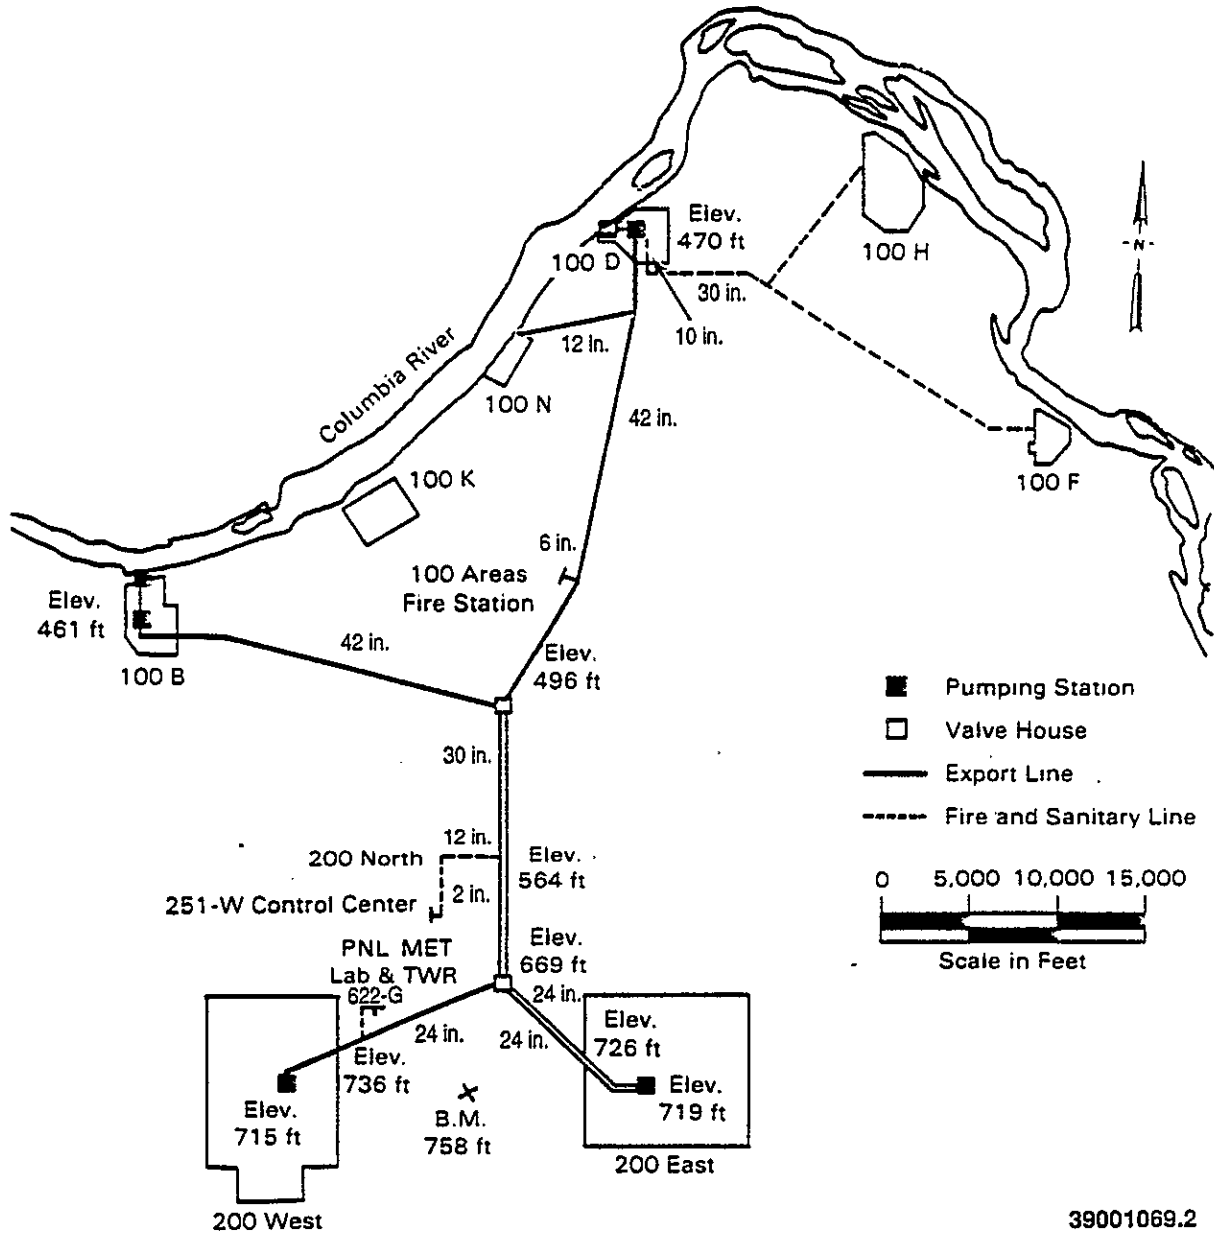 Elev.
470 ft
-N-
100 D
100 H
30 in.
10 in.
12 in.
Columbia River
100 N
42 in.
100 K
100 F
6 in.
100 Areas
Fire Station
Elev.
461 ft
42 in.
100 B
Elev.
496 ft
Pumping Station
Valve House
30 in.
Export Line
Fire and Sanitary Line
12 in.
200 North
Elev.
564 ft
2 in.
251-W Control Center
0 5,000 10,000 15,000
Scale in Feet
PNL MET
Lab & TWR
622-G
Elev.
669 ft
24 in.
24 in.
24 in.
Elev.
726 ft
Elev.
736 ft
Elev.
719 ft
Elev.
715 ft
B.M.
758 ft
200 East
200 West
39001069.2